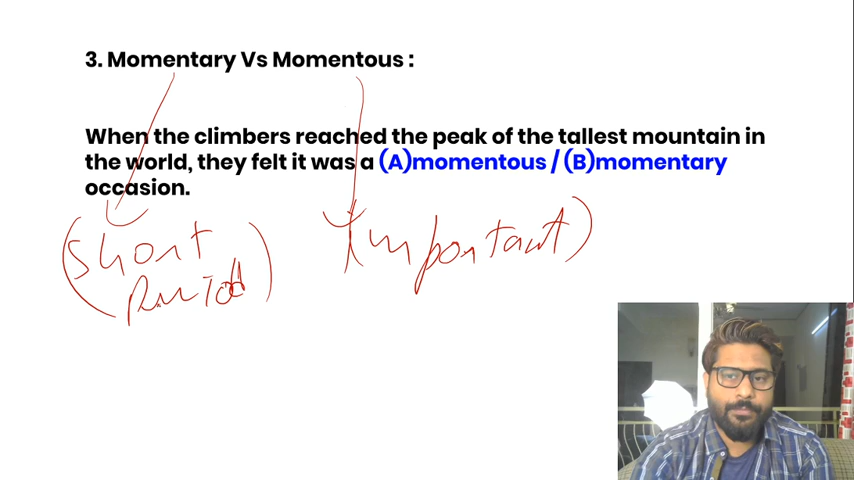 3. Momentary Vs Momentous :
When the climbers reached the peak of the tallest mountain in
the world, they felt it was a (A)momentous / (B)momentary
occasion.
(Short
Period)
(Important)